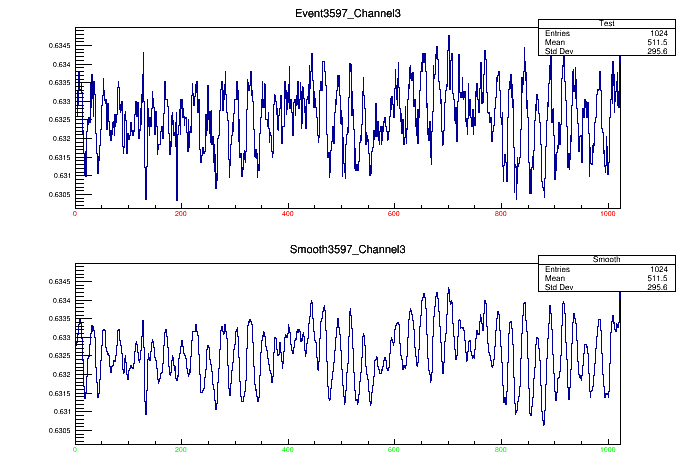 Event3597_Channel3
Test
Entries 1024
Mean 511.5
Std Dev 295.6
0.6345
0.634
0.6335
0.633
0.6325
0.632
0.6315
0.631
0.6305
0 200 400 600 800 1000
Smooth3597_Channel3
Smooth
Entries 1024
Mean 511.5
Std Dev 295.6
0.6345
0.634
0.6335
0.633
0.6325
0.632
0.6315
0.631
0.6305
0 200 400 600 800 1000